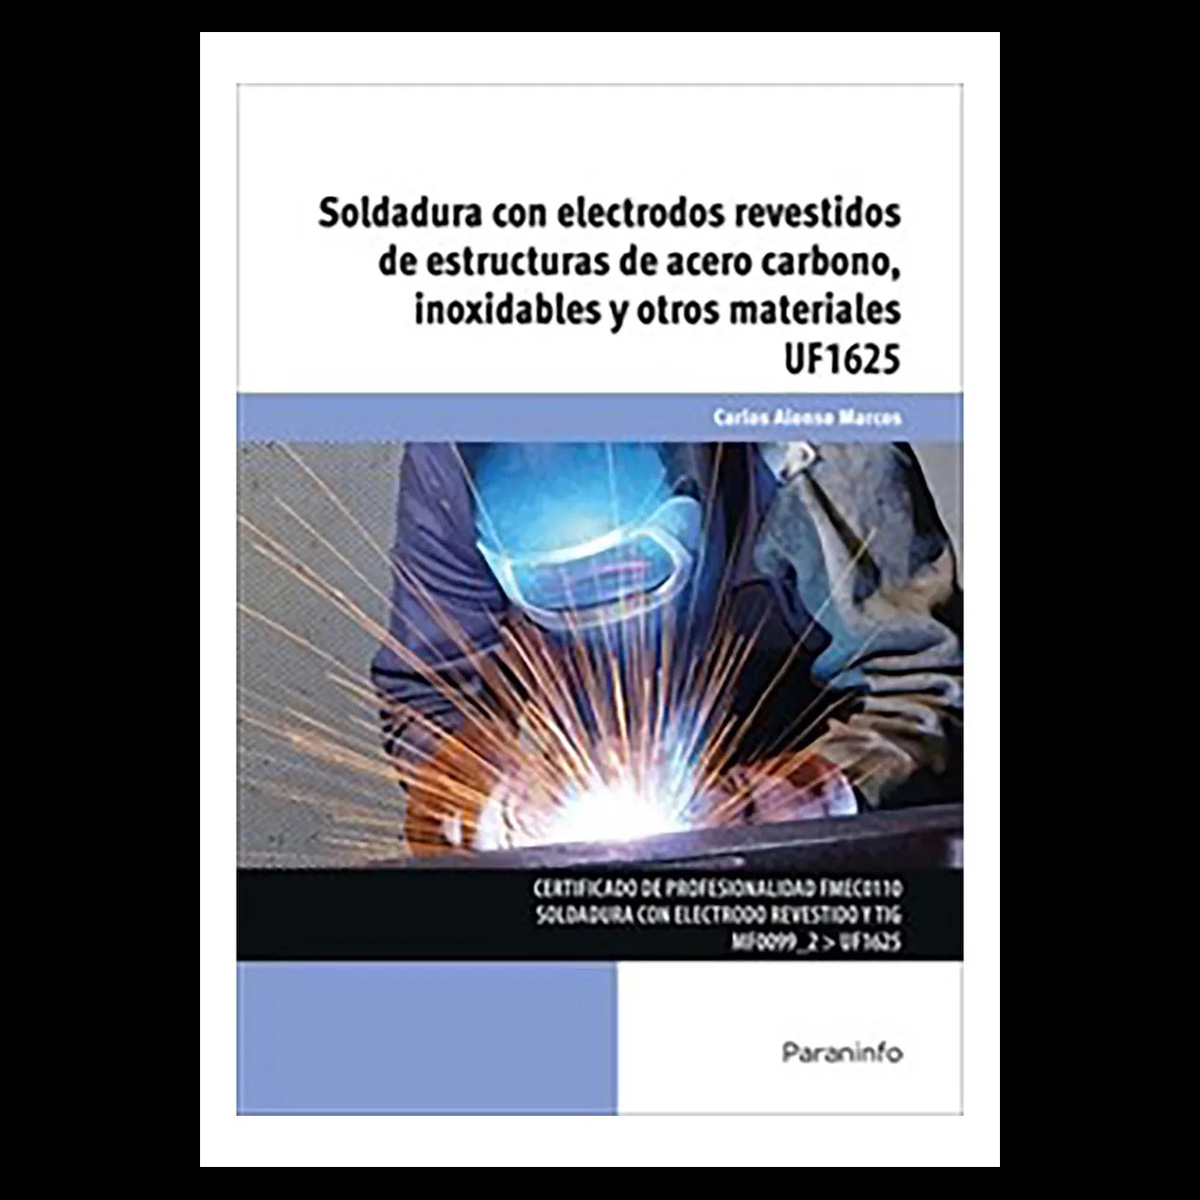 Soldadura con electrodos revestidos
de estructuras de acero carbono,
inoxidables y otros materiales
UF1625
Carlos Alonso Marcos
CERTIFICADO DE PROFESIONALIDAD FMEC0110
SOLDADURA CON ELECTRODO REVESTIDO Y TIG
MF0099_2 > UF1625
Paraninfo